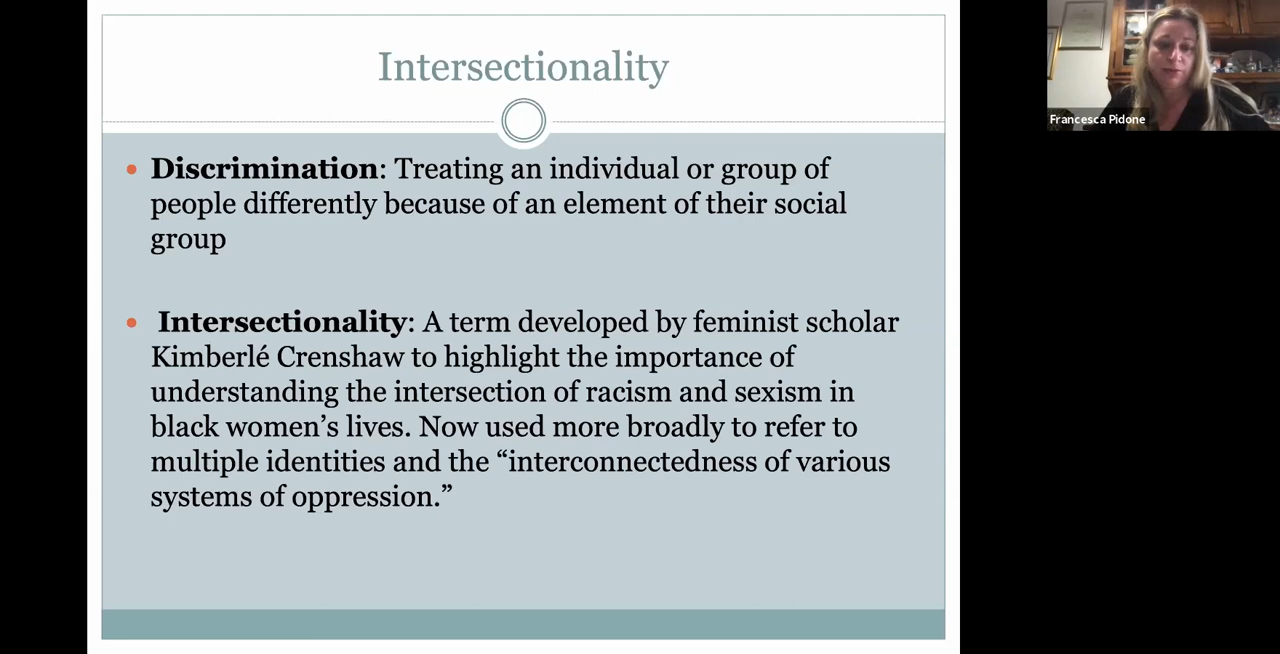 Intersectionality
• Discrimination: Treating an individual or group of
people differently because of an element of their social
group
• Intersectionality: A term developed by feminist scholar
Kimberlé Crenshaw to highlight the importance of
understanding the intersection of racism and sexism in
black women’s lives. Now used more broadly to refer to
multiple identities and the “interconnectedness of various
systems of oppression.”
Francesca Pidone